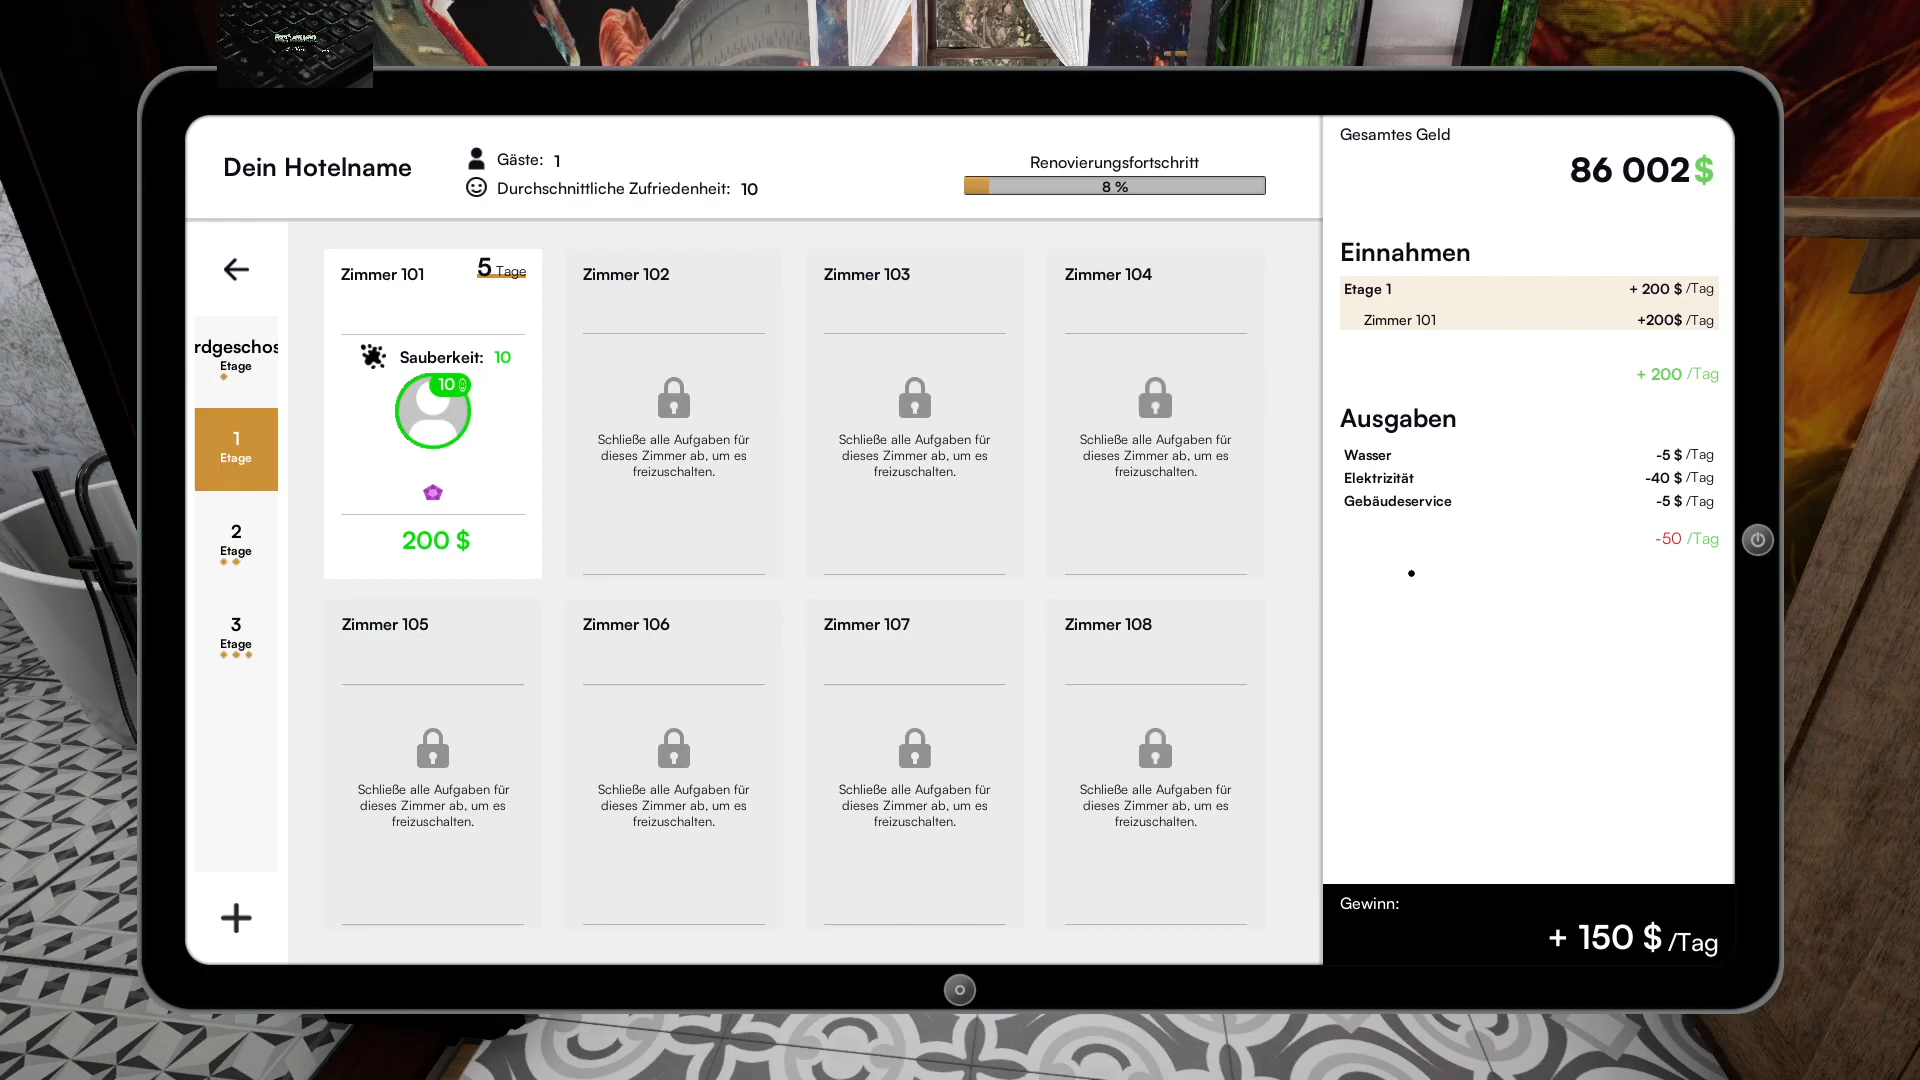 Dein Hotelname
Gäste: 1
Durchschnittliche Zufriedenheit: 10
Renovierungsfortschritt
8 %
Gesamtes Geld
86 002 $
rdgeschos
Etage
1
Etage
2
Etage
3
Etage
Zimmer 101
5 Tage
Sauberkeit: 10
10
200 $
Zimmer 102
Schließe alle Aufgaben für
dieses Zimmer ab, um es
freizuschalten.
Zimmer 103
Schließe alle Aufgaben für
dieses Zimmer ab, um es
freizuschalten.
Zimmer 104
Schließe alle Aufgaben für
dieses Zimmer ab, um es
freizuschalten.
Zimmer 105
Schließe alle Aufgaben für
dieses Zimmer ab, um es
freizuschalten.
Zimmer 106
Schließe alle Aufgaben für
dieses Zimmer ab, um es
freizuschalten.
Zimmer 107
Schließe alle Aufgaben für
dieses Zimmer ab, um es
freizuschalten.
Zimmer 108
Schließe alle Aufgaben für
dieses Zimmer ab, um es
freizuschalten.
Einnahmen
Etage 1 + 200 $ /Tag
Zimmer 101 +200$ /Tag
+ 200 /Tag
Ausgaben
Wasser -5 $ /Tag
Elektrizität -40 $ /Tag
Gebäudeservice -5 $ /Tag
-50 /Tag
Gewinn:
+ 150 $ /Tag